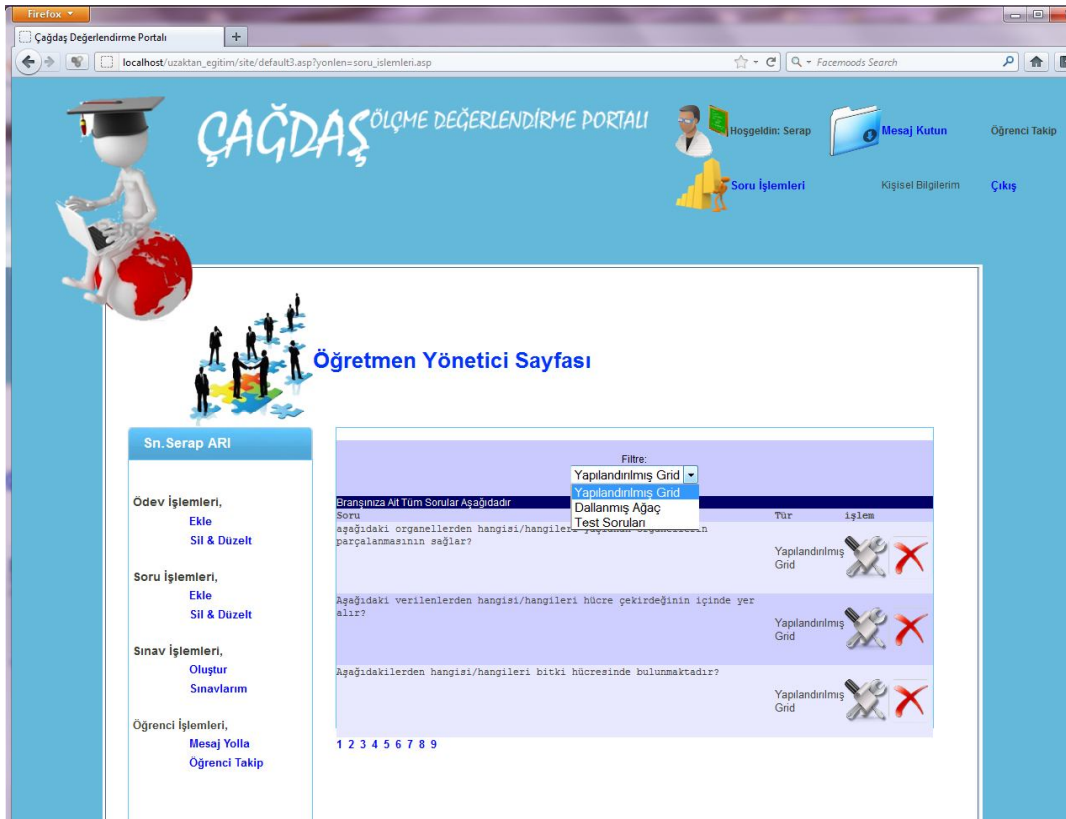 Firefox
Çağdaş Değerlendirme Portalı
+
localhost/uzaktan_egitim/site/default3.asp?yonlen=soru_islemleri.asp
Facemoods Search
ÇAĞDAŞ ÖLÇME DEĞERLENDİRME PORTALI
Hoşgeldin: Serap
Mesaj Kutun
Öğrenci Takip
Soru İşlemleri
Kişisel Bilgilerim
Çıkış
Öğretmen Yönetici Sayfası
Sn.Serap ARI
Ödev İşlemleri,
Ekle
Sil & Düzelt
Soru İşlemleri,
Ekle
Sil & Düzelt
Sınav İşlemleri,
Oluştur
Sınavlarım
Öğrenci İşlemleri,
Mesaj Yolla
Öğrenci Takip
Filtre:
Yapılandırılmış Grid
Yapılandırılmış Grid
Dallanmış Ağaç
Test Soruları
Branşınıza Ait Tüm Sorular Aşağıdadır
Soru Tür işlem
aşağıdaki organellerden hangisi/hangileri
parçalanmasının sağlar?
Yapılandırılmış
Grid
Aşağıdaki verilenlerden hangisi/hangileri hücre çekirdeğinin içinde yer
alır?
Yapılandırılmış
Grid
Aşağıdakilerden hangisi/hangileri bitki hücresinde bulunmaktadır?
Yapılandırılmış
Grid
1 2 3 4 5 6 7 8 9